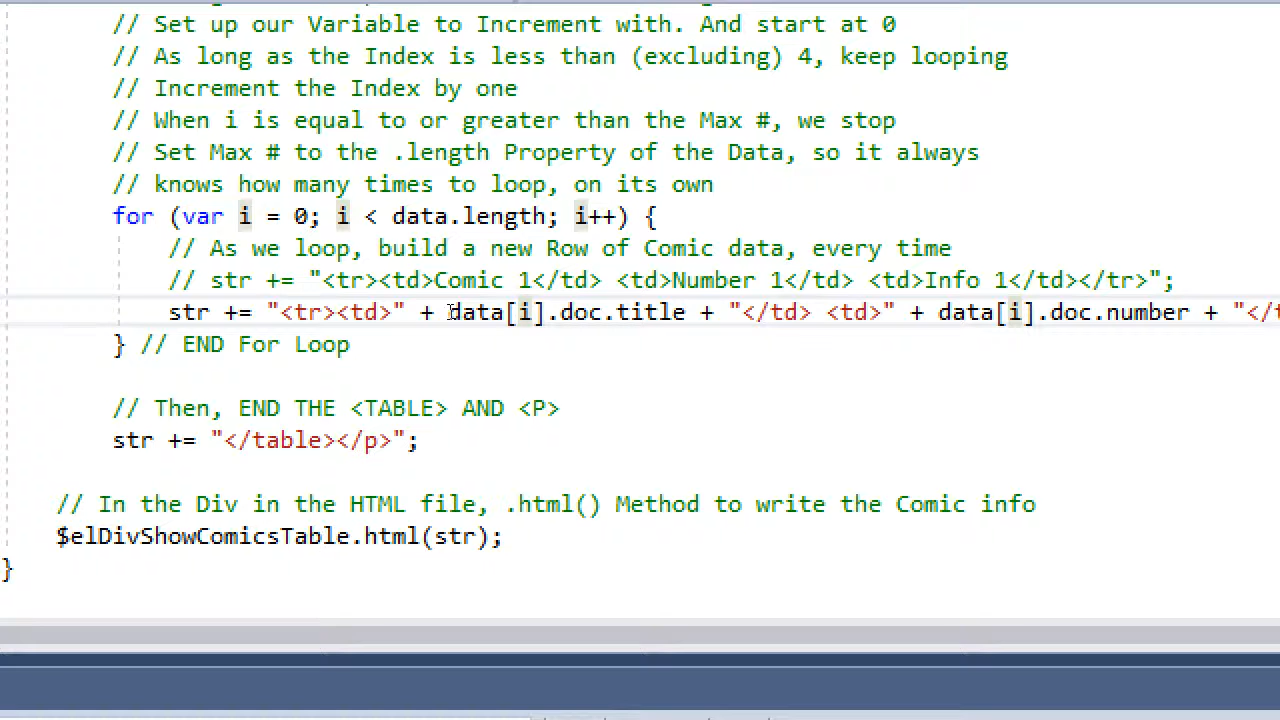 // Set up our Variable to Increment with. And start at 0
// As long as the Index is less than (excluding) 4, keep looping
// Increment the Index by one
// When i is equal to or greater than the Max #, we stop
// Set Max # to the .length Property of the Data, so it always
// knows how many times to loop, on its own
for (var i = 0; i < data.length; i++) {
// As we loop, build a new Row of Comic data, every time
// str += "<tr><td>Comic 1</td> <td>Number 1</td> <td>Info 1</td></tr>";
str += "<tr><td>" + data[i].doc.title + "</td> <td>" + data[i].doc.number + "</t
} // END For Loop
// Then, END THE <TABLE> AND <P>
str += "</table></p>";
// In the Div in the HTML file, .html() Method to write the Comic info
$elDivShowComicsTable.html(str);
}